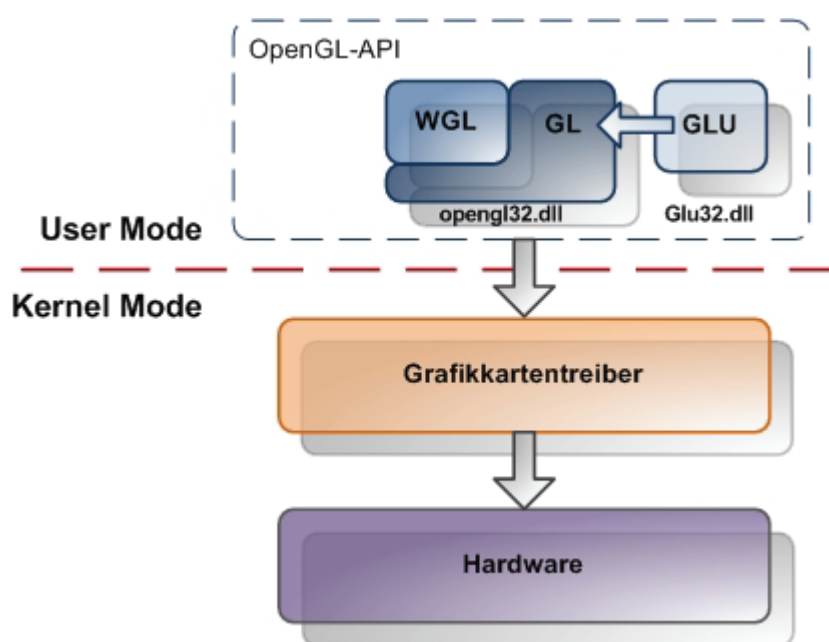 OpenGL-API
WGL
GL
GLU
opengl32.dll
Glu32.dll
User Mode
Kernel Mode
Grafikkartentreiber
Hardware